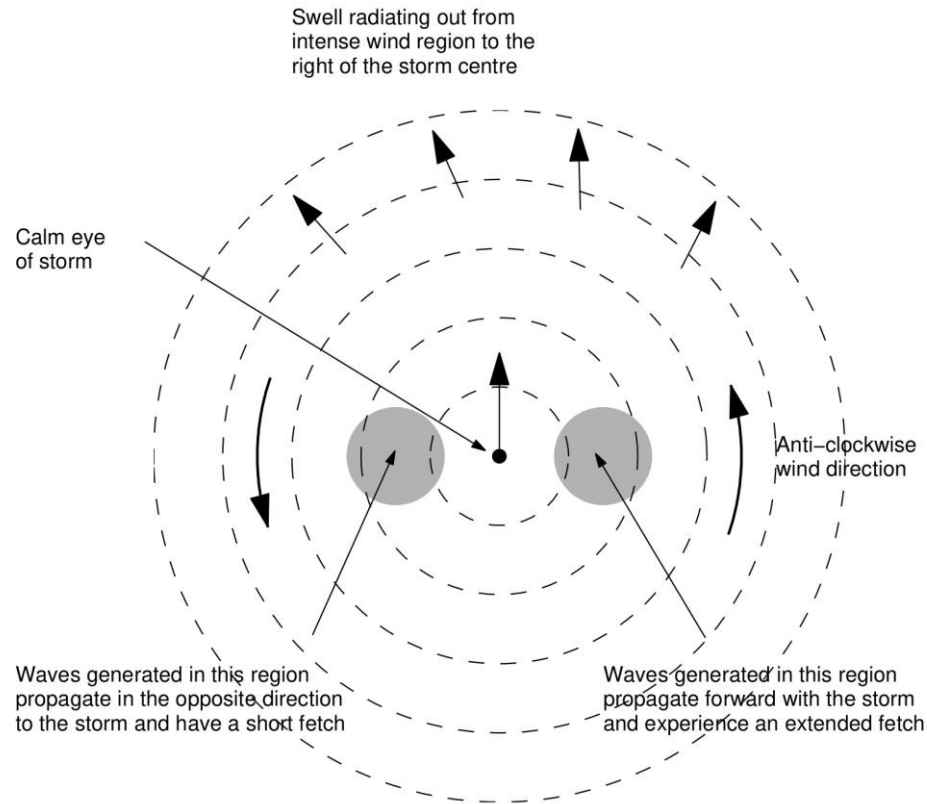 Swell radiating out from
intense wind region to the
right of the storm centre
Calm eye
of storm
Anti−clockwise
wind direction
Waves generated in this region
propagate in the opposite direction
to the storm and have a short fetch
Waves generated in this region
propagate forward with the storm
and experience an extended fetch